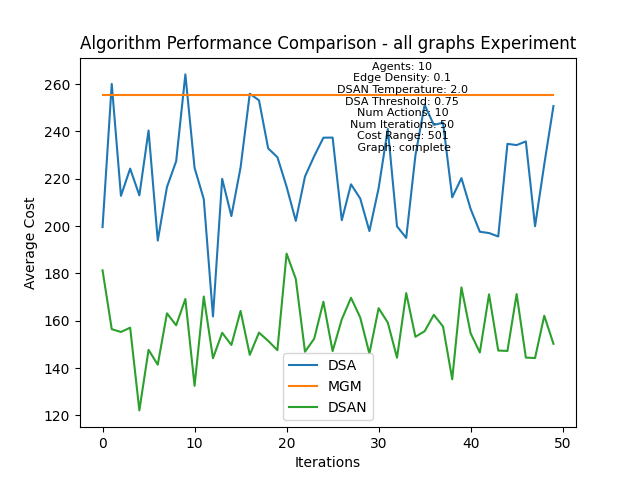 Algorithm Performance Comparison - all graphs Experiment
Agents: 10
Edge Density: 0.1
DSAN Temperature: 2.0
DSA Threshold: 0.75
Num Actions: 10
Num Iterations: 50
Cost Range: 501
Graph: complete
260
240
220
200
180
160
140
120
Average Cost
DSA
MGM
DSAN
0
10
20
30
40
50
Iterations